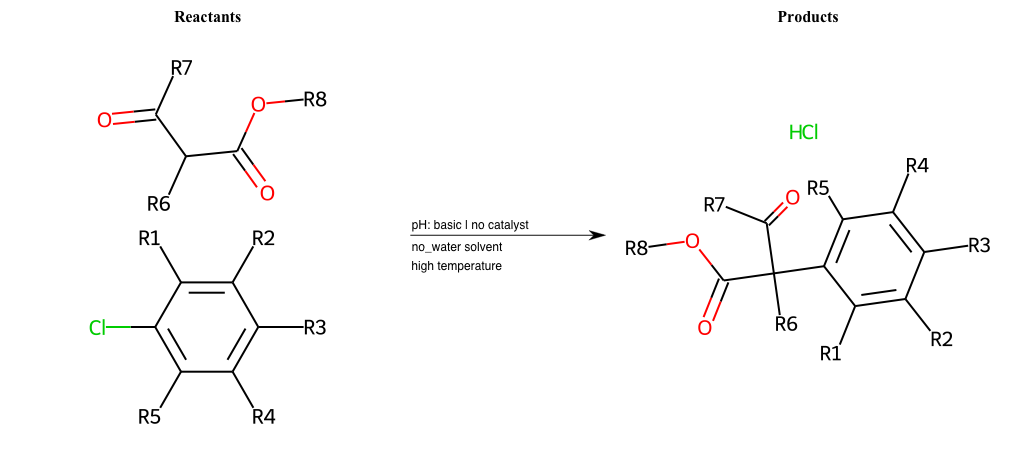 Reactants
Products
R7
O
O
R8
O
R6
R1
R2
Cl
R3
R5
R4
pH: basic | no catalyst
no_water solvent
high temperature
HCl
R4
R5
R7
O
R3
R8
O
O
R6
R2
R1